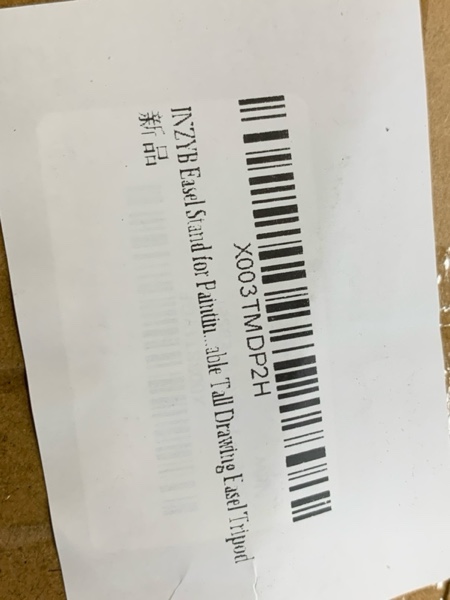 X003TMDP2H
INZYB Easel Stand for Paintin...able Tall Drawing Easel Tripod
新品